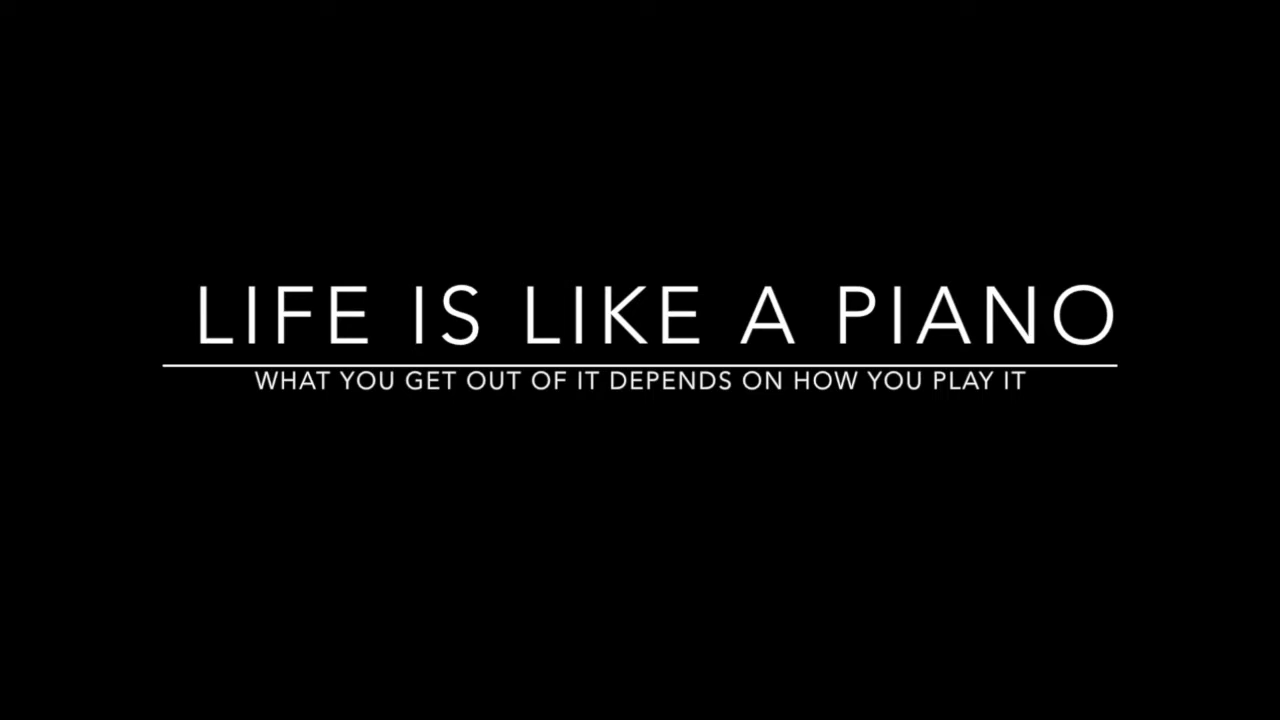 LIFE IS LIKE A PIANO
WHAT YOU GET OUT OF IT DEPENDS ON HOW YOU PLAY IT